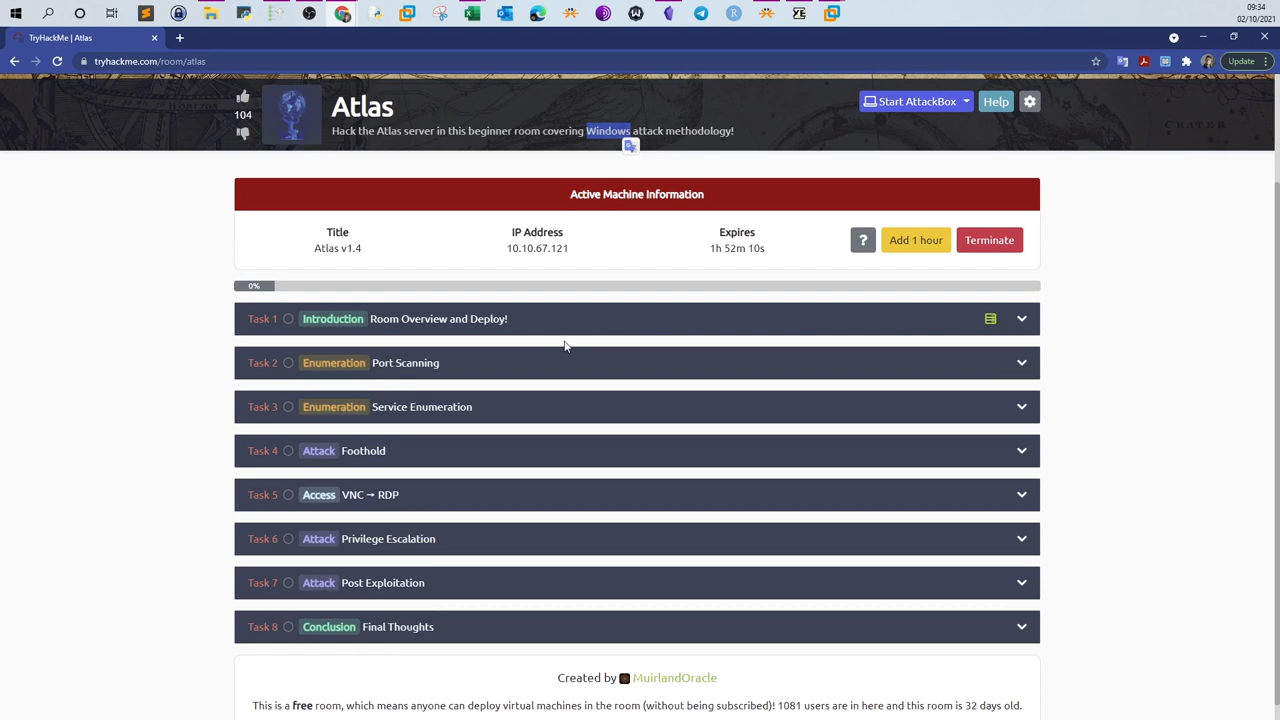 09:34
02/10/2021
TryHackMe | Atlas
tryhackme.com/room/atlas
Update
104
Atlas
Start AttackBox
Help
Hack the Atlas server in this beginner room covering Windows attack methodology!
Active Machine Information
Title
IP Address
Expires
Atlas v1.4
10.10.67.121
1h 52m 10s
?
Add 1 hour
Terminate
0%
Task 1 Introduction Room Overview and Deploy!
Task 2 Enumeration Port Scanning
Task 3 Enumeration Service Enumeration
Task 4 Attack Foothold
Task 5 Access VNC → RDP
Task 6 Attack Privilege Escalation
Task 7 Attack Post Exploitation
Task 8 Conclusion Final Thoughts
Created by MuirlandOracle
This is a free room, which means anyone can deploy virtual machines in the room (without being subscribed)! 1081 users are in here and this room is 32 days old.